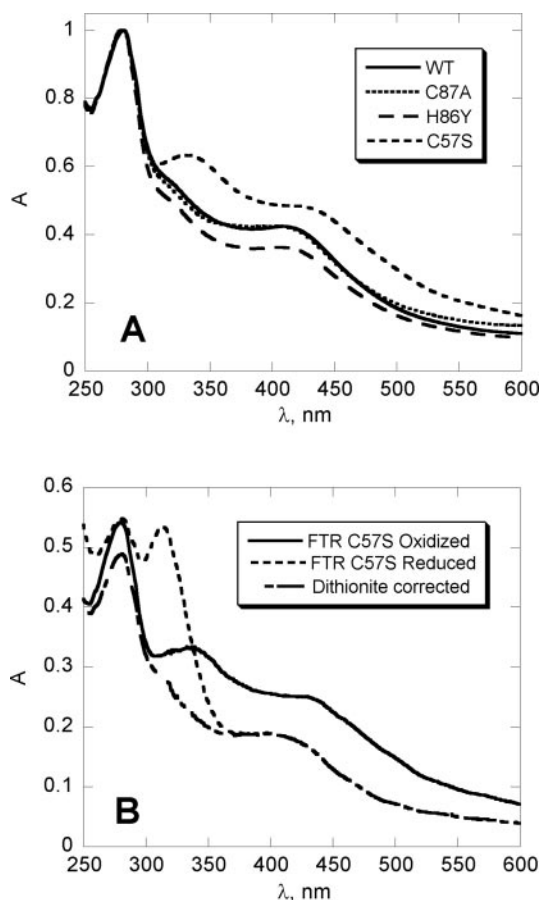 1
0.8
0.6
0.4
0.2
0
A
WT
C87A
H86Y
C57S
A
250 300 350 400 450 500 550 600
λ, nm
0.6
0.5
0.4
0.3
0.2
0.1
0
A
FTR C57S Oxidized
FTR C57S Reduced
Dithionite corrected
B
250 300 350 400 450 500 550 600
λ, nm